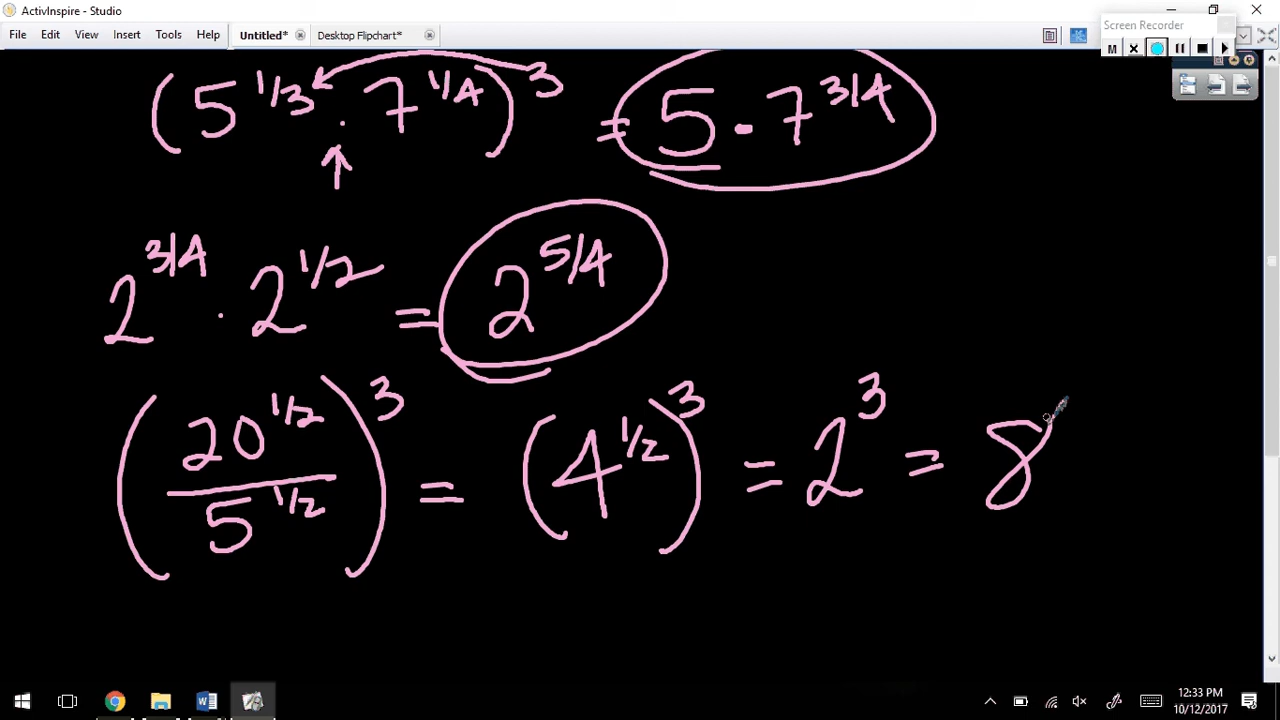 ActivInspire - Studio
Screen Recorder
File Edit View Insert Tools Help Untitled* Desktop Flipchart*
M
(5^1/3 · 7^1/4)^3 = 5 · 7^3/4
2^3/4 · 2^1/2 = 2^5/4
(20^1/2 / 5^1/2)^3 = (4^1/2)^3 = 2^3 = 8
12:33 PM
10/12/2017